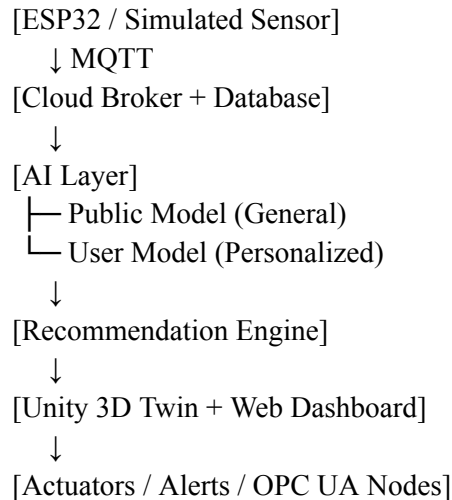 [ESP32 / Simulated Sensor]
↓ MQTT
[Cloud Broker + Database]
↓
[AI Layer]
├─ Public Model (General)
└─ User Model (Personalized)
↓
[Recommendation Engine]
↓
[Unity 3D Twin + Web Dashboard]
↓
[Actuators / Alerts / OPC UA Nodes]